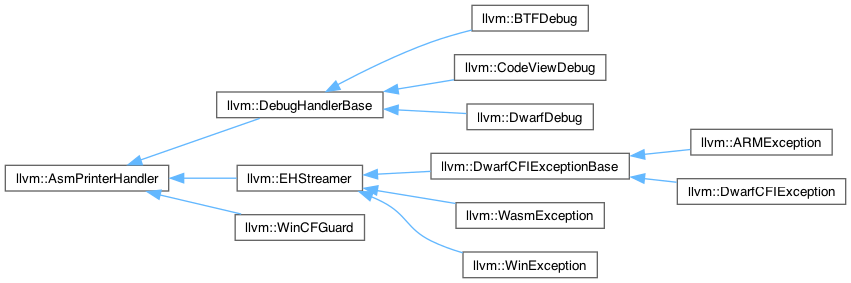 llvm::BTFDebug
llvm::CodeViewDebug
llvm::DebugHandlerBase
llvm::DwarfDebug
llvm::ARMException
llvm::DwarfCFIExceptionBase
llvm::AsmPrinterHandler
llvm::EHStreamer
llvm::DwarfCFIException
llvm::WasmException
llvm::WinCFGuard
llvm::WinException